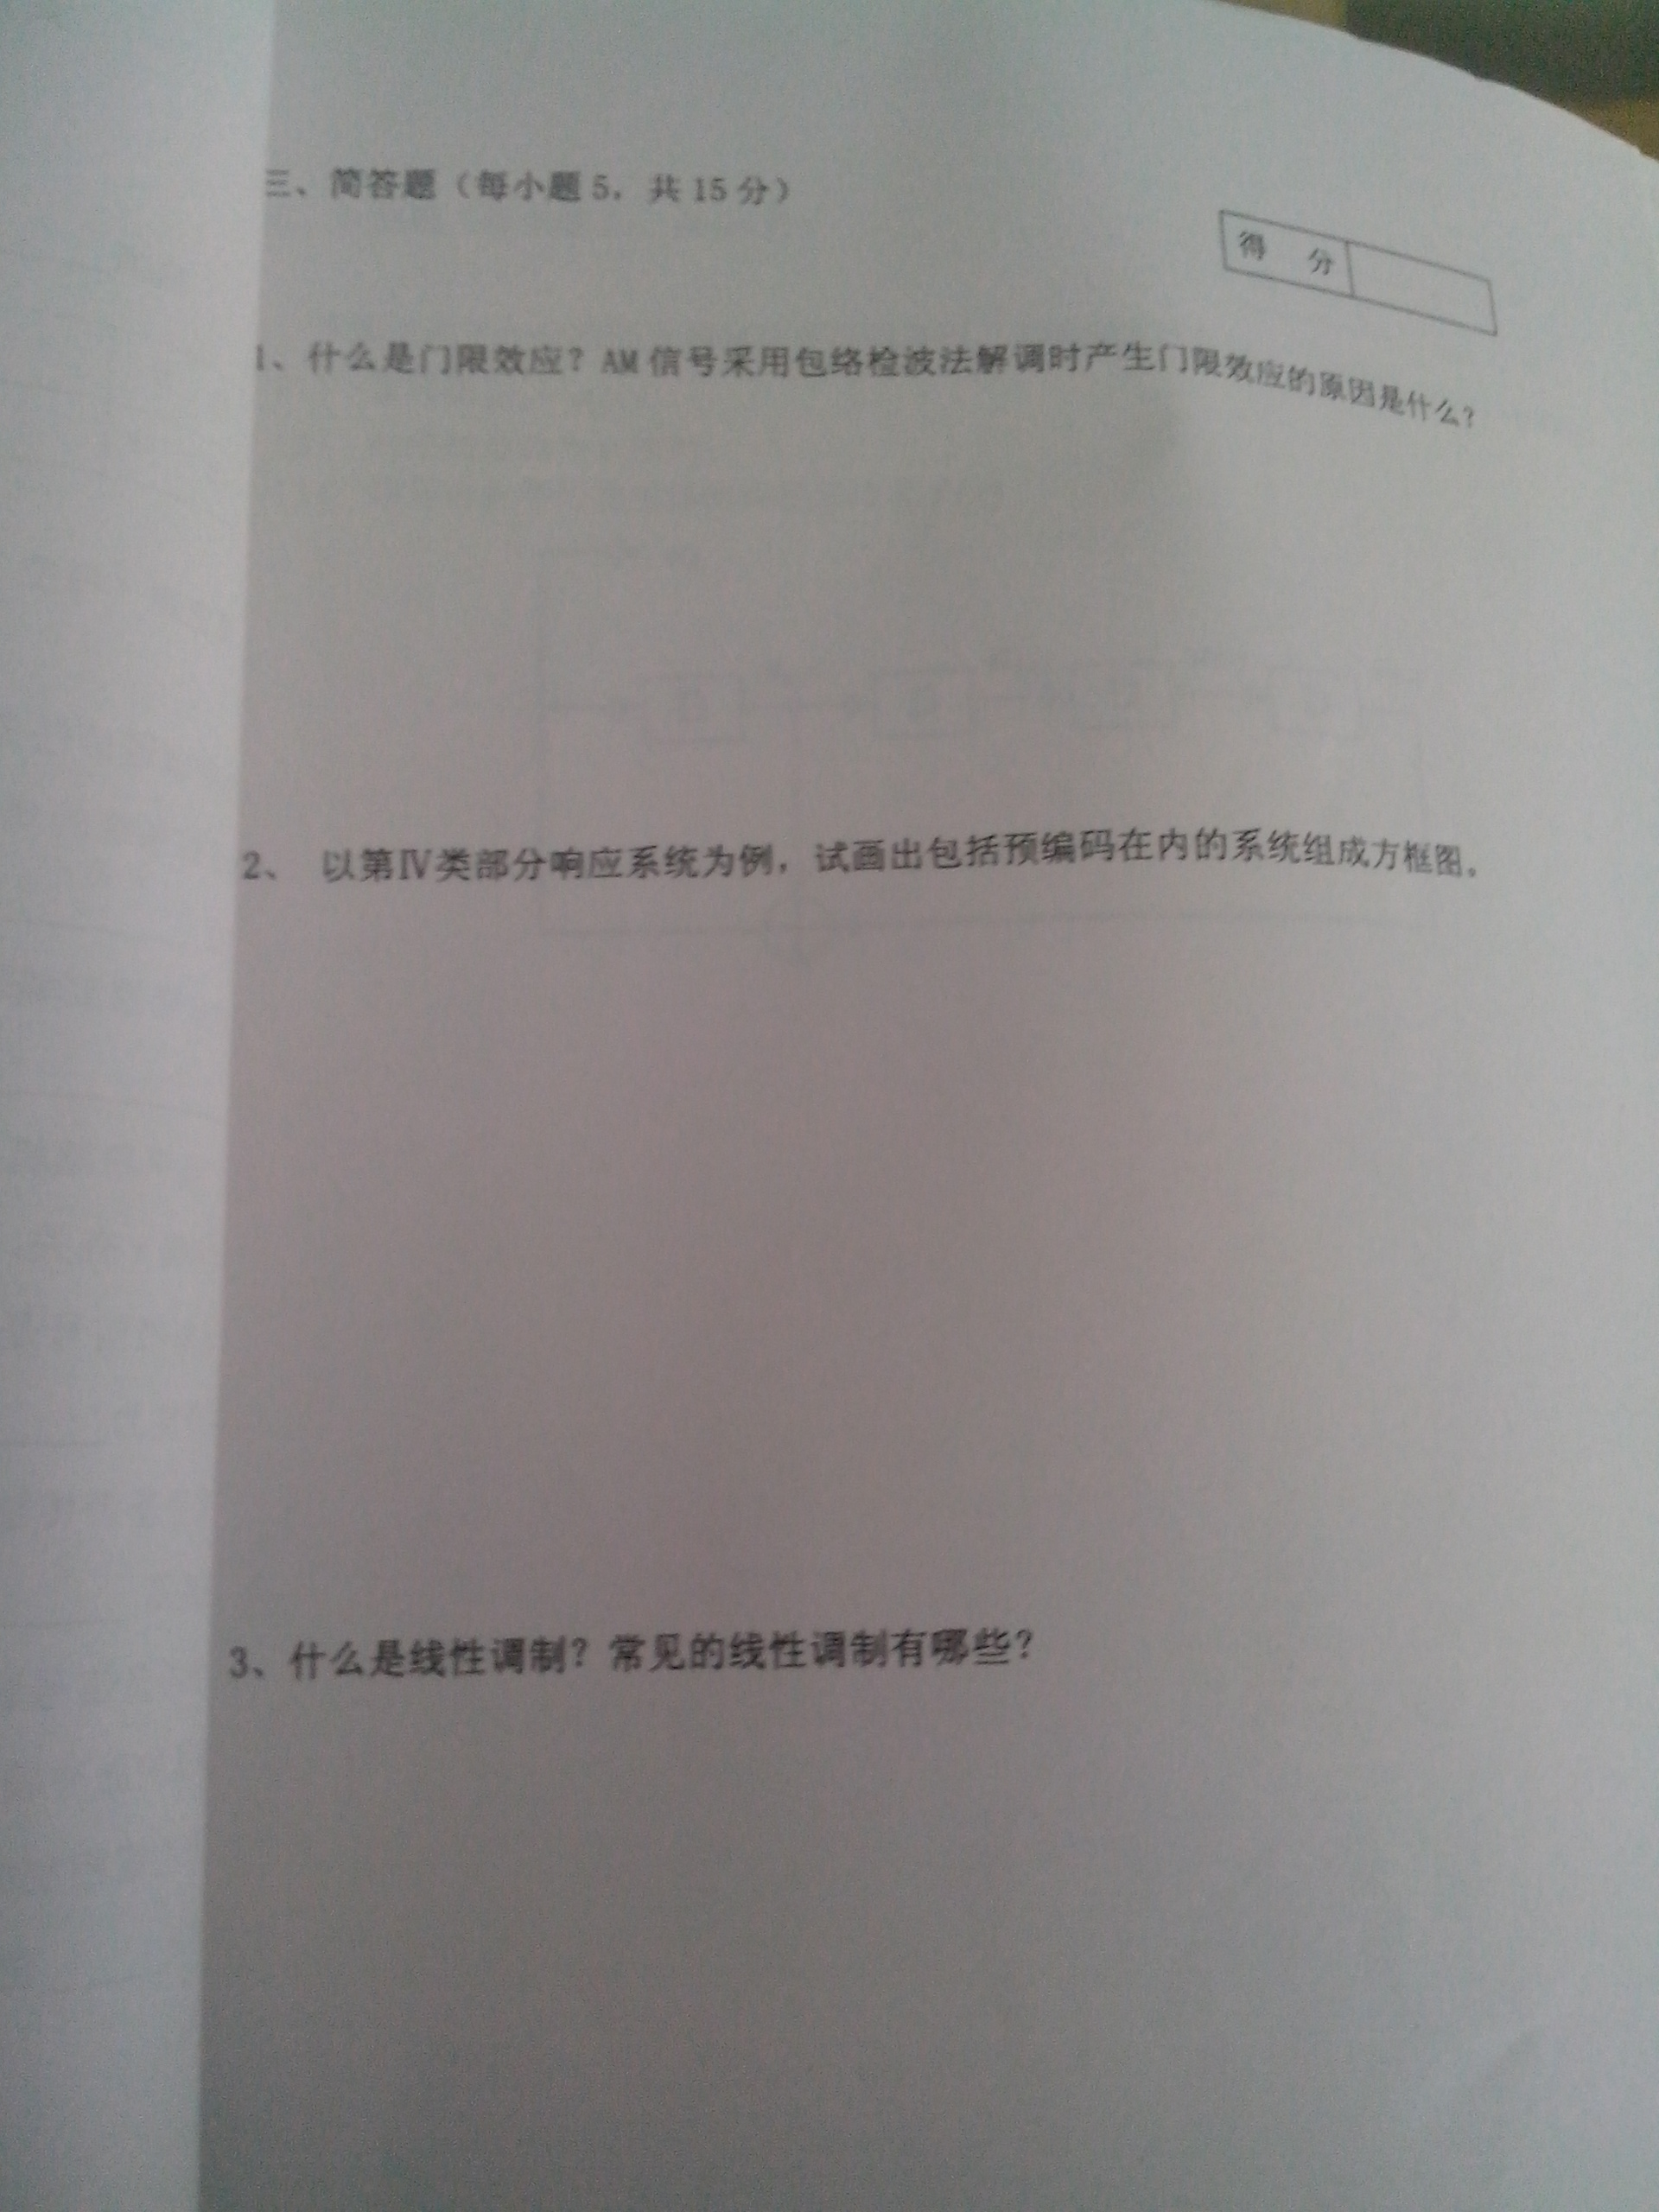 三、简答题（每小题 5，共 15 分）
得 分
1、什么是门限效应？AM 信号采用包络检波法解调时产生门限效应的原因是什么？
2、 以第Ⅳ类部分响应系统为例，试画出包括预编码在内的系统组成方框图。
3、什么是线性调制？常见的线性调制有哪些？